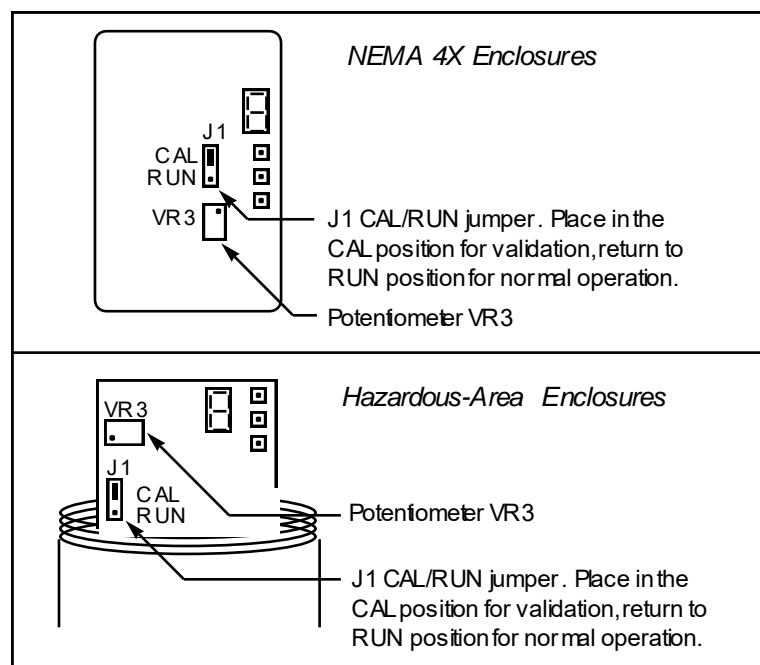 NEMA 4X Enclosures
J1
CAL
RUN
VR3
J1 CAL/RUN jumper. Place in the
CAL position for validation, return to
RUN position for normal operation.
Potentiometer VR3
Hazardous-Area Enclosures
VR3
J1
CAL
RUN
Potentiometer VR3
J1 CAL/RUN jumper. Place in the
CAL position for validation, return to
RUN position for normal operation.